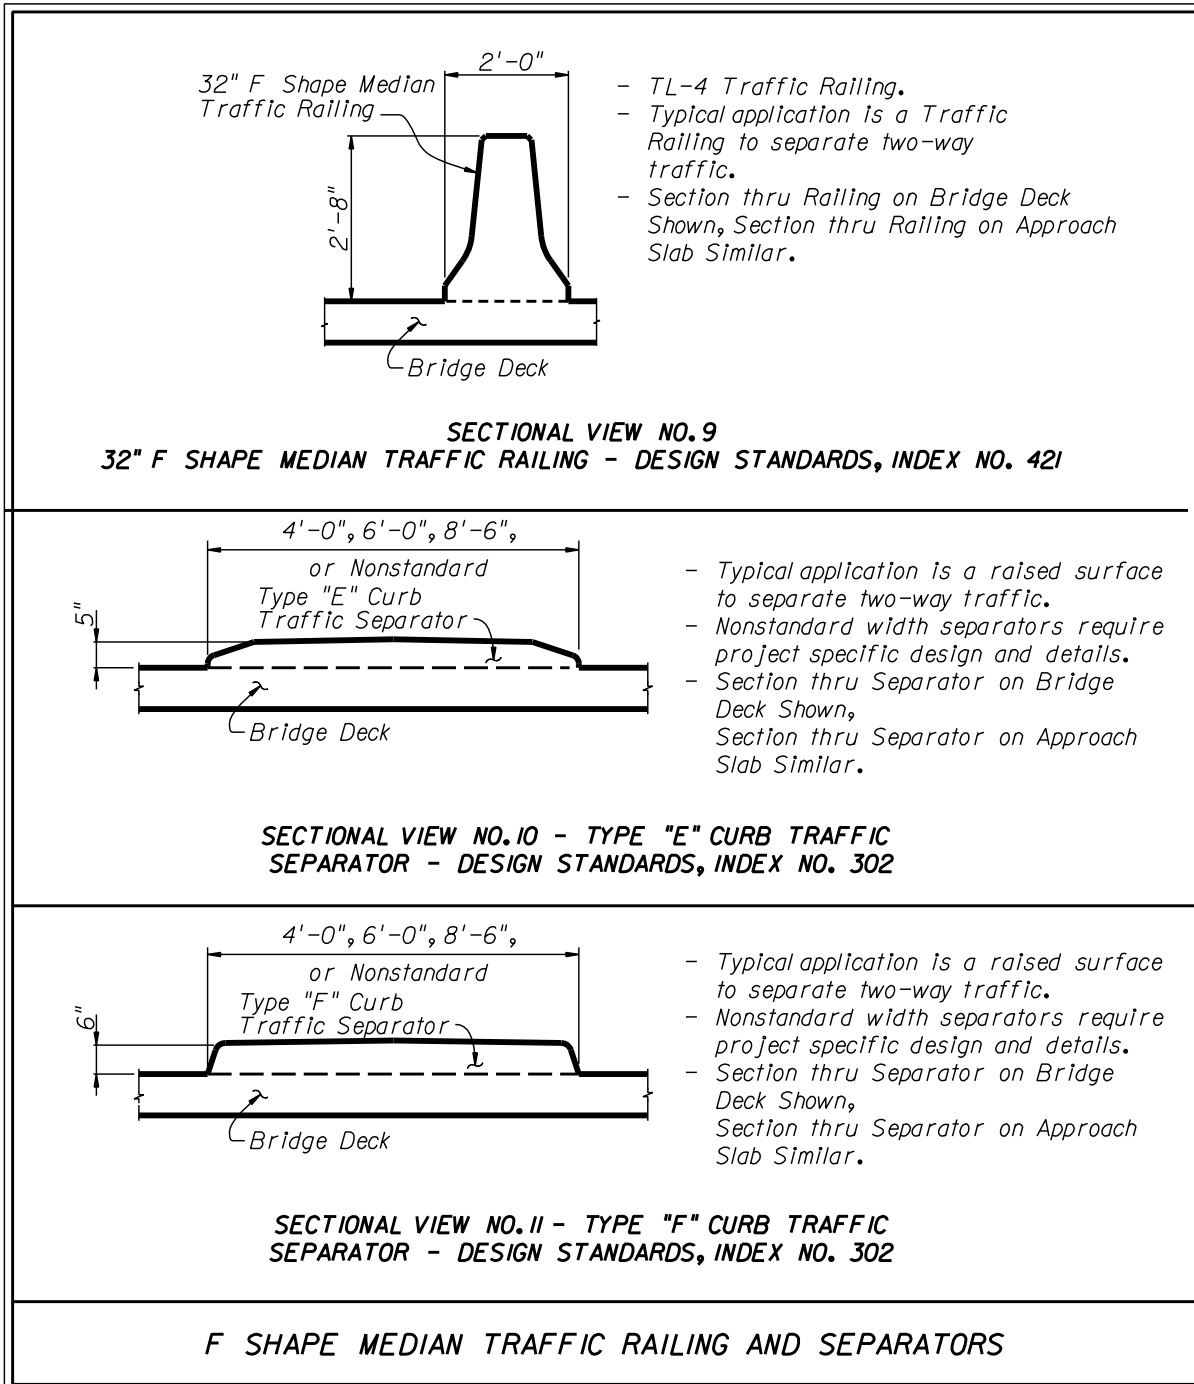 2'-0"
32" F Shape Median
Traffic Railing
2'-8"
Bridge Deck
- TL-4 Traffic Railing.
- Typical application is a Traffic
Railing to separate two-way
traffic.
- Section thru Railing on Bridge Deck
Shown, Section thru Railing on Approach
Slab Similar.
SECTIONAL VIEW NO. 9
32" F SHAPE MEDIAN TRAFFIC RAILING - DESIGN STANDARDS, INDEX NO. 421
4'-0", 6'-0", 8'-6",
or Nonstandard
Type "E" Curb
Traffic Separator
5"
Bridge Deck
- Typical application is a raised surface
to separate two-way traffic.
- Nonstandard width separators require
project specific design and details.
- Section thru Separator on Bridge
Deck Shown,
Section thru Separator on Approach
Slab Similar.
SECTIONAL VIEW NO. 10 - TYPE "E" CURB TRAFFIC
SEPARATOR - DESIGN STANDARDS, INDEX NO. 302
4'-0", 6'-0", 8'-6",
or Nonstandard
Type "F" Curb
Traffic Separator
6"
Bridge Deck
- Typical application is a raised surface
to separate two-way traffic.
- Nonstandard width separators require
project specific design and details.
- Section thru Separator on Bridge
Deck Shown,
Section thru Separator on Approach
Slab Similar.
SECTIONAL VIEW NO. 11 - TYPE "F" CURB TRAFFIC
SEPARATOR - DESIGN STANDARDS, INDEX NO. 302
F SHAPE MEDIAN TRAFFIC RAILING AND SEPARATORS